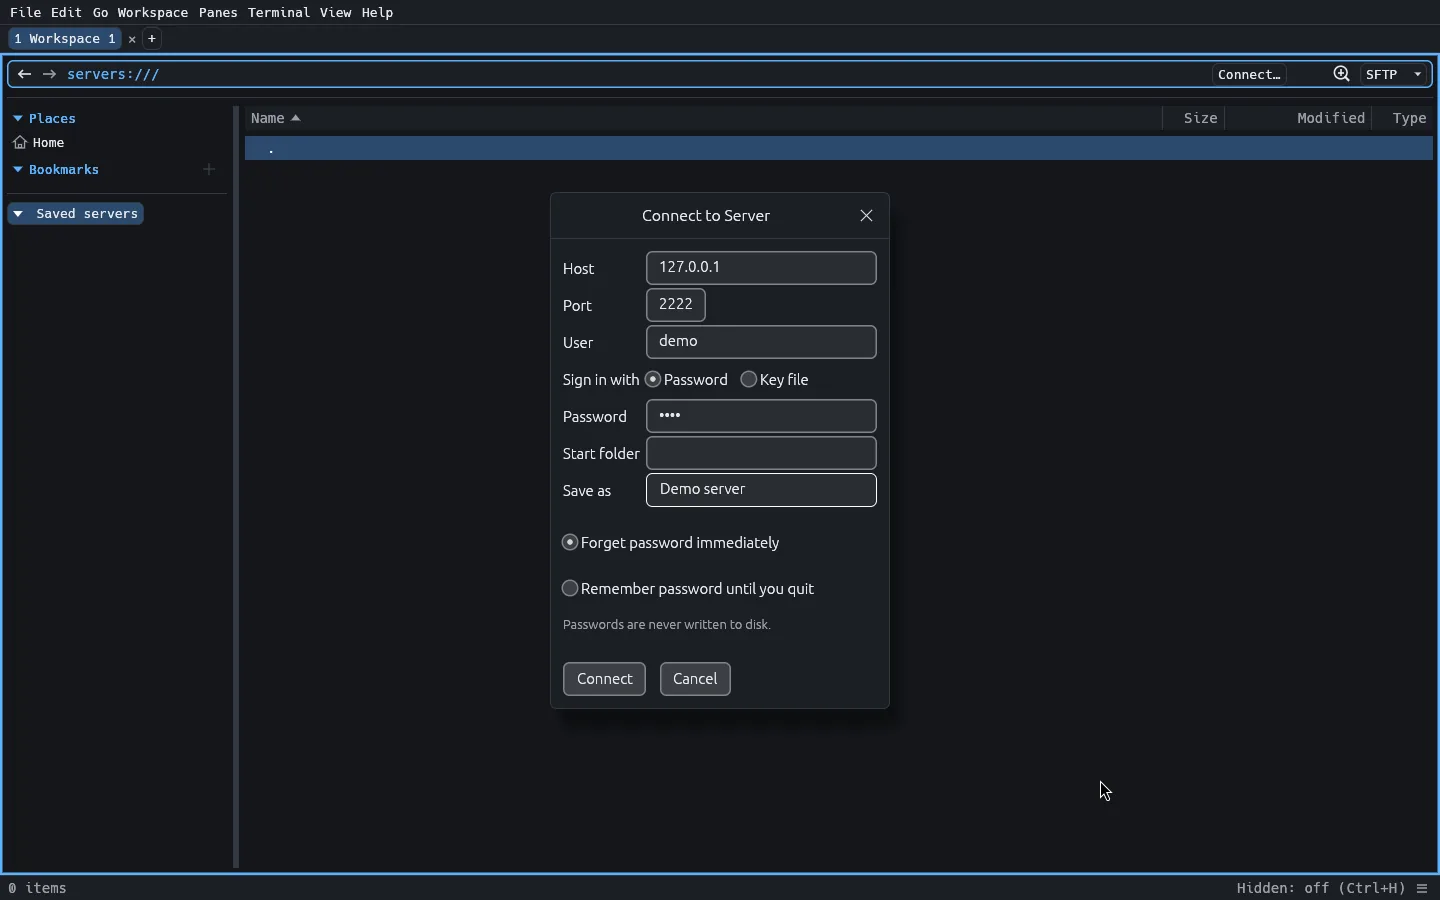 File Edit Go Workspace Panes Terminal View Help
1 Workspace 1 × +
servers:/// Connect… SFTP
Places
Home
Bookmarks
Saved servers
Name Size Modified Type
.
Connect to Server
Host 127.0.0.1
Port 2222
User demo
Sign in with Password Key file
Password ••••
Start folder
Save as Demo server
Forget password immediately
Remember password until you quit
Passwords are never written to disk.
Connect Cancel
0 items Hidden: off (Ctrl+H)